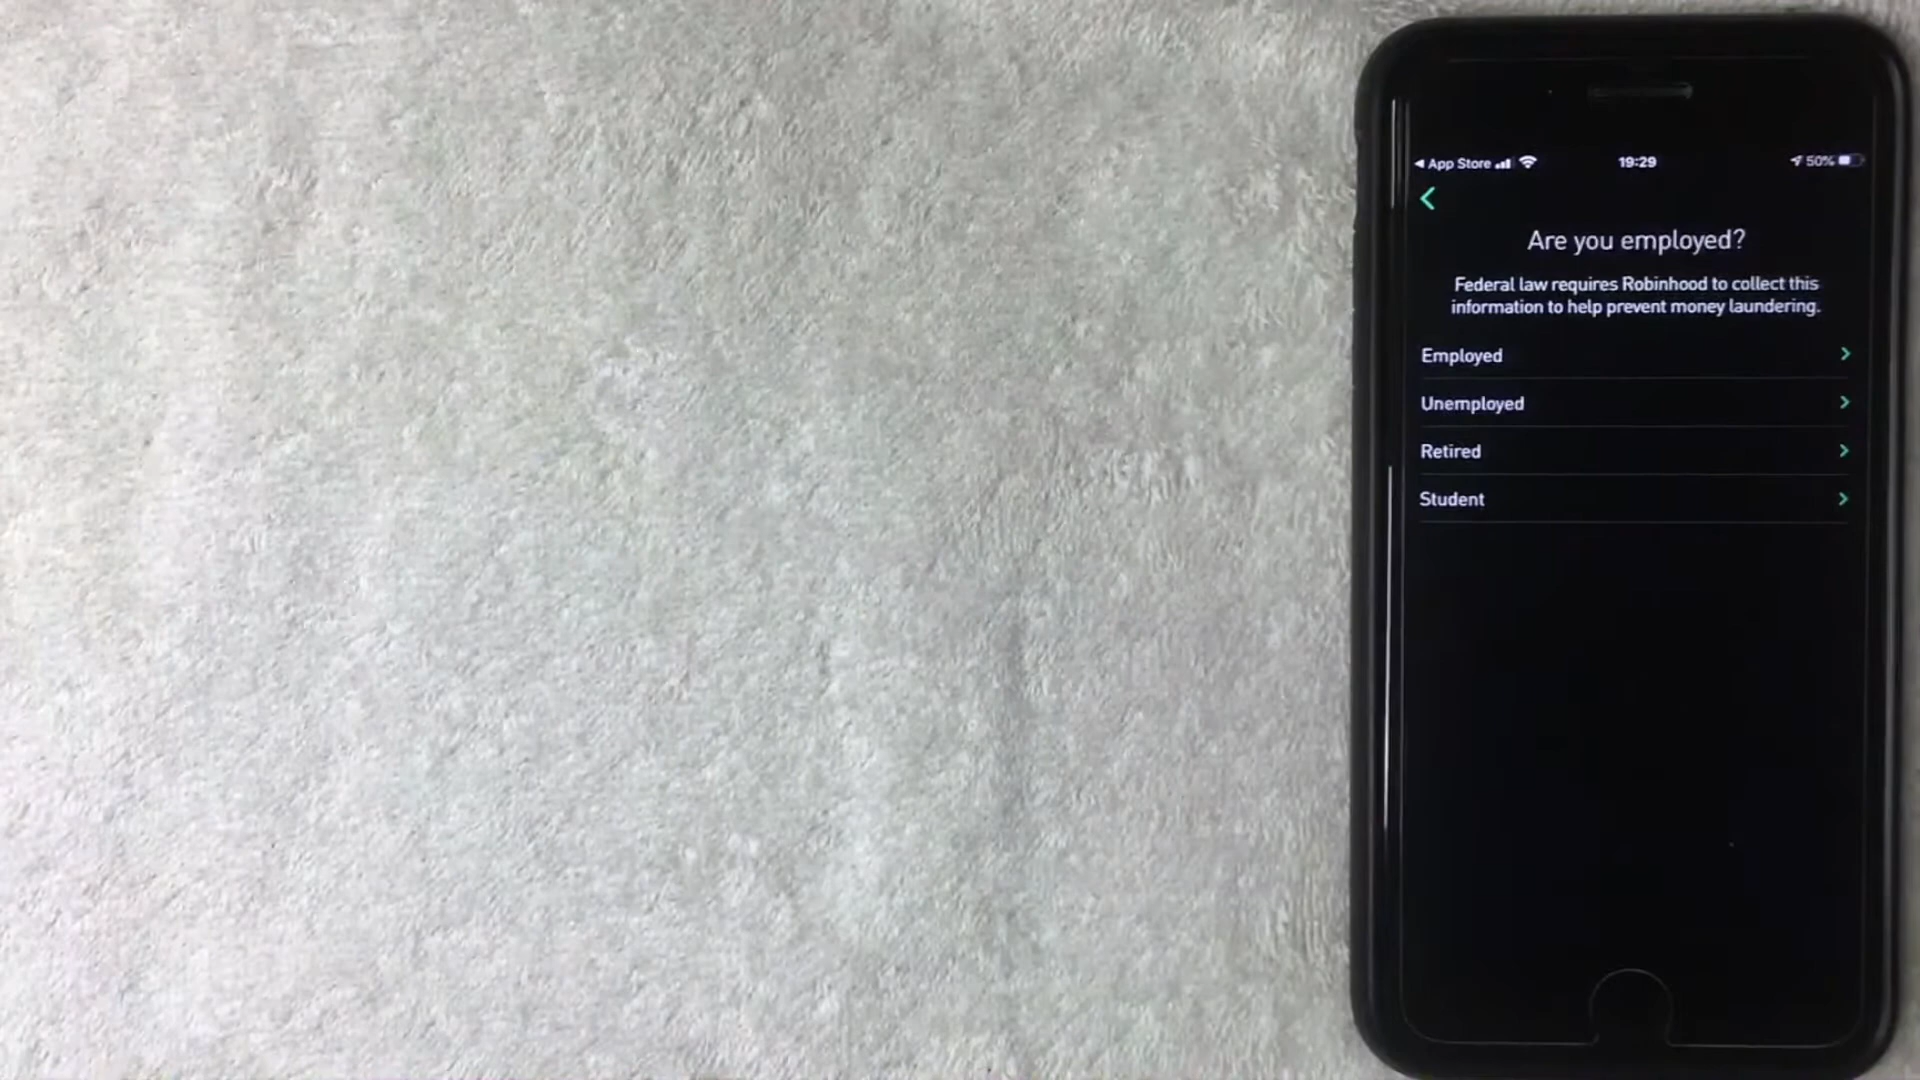 App Store 19:29 50%
Are you employed?
Federal law requires Robinhood to collect this
information to help prevent money laundering.
Employed
Unemployed
Retired
Student